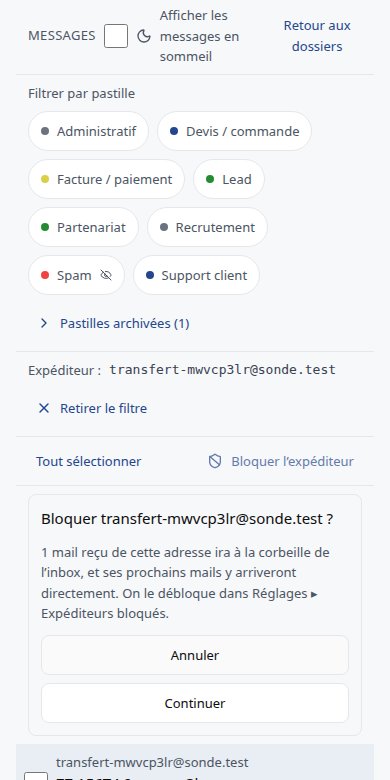 MESSAGES
Afficher les
messages en
sommeil
Retour aux
dossiers
Filtrer par pastille
Administratif
Devis / commande
Facture / paiement
Lead
Partenariat
Recrutement
Spam
Support client
Pastilles archivées (1)
Expéditeur : transfert-mwvcp3lr@sonde.test
Retirer le filtre
Tout sélectionner
Bloquer l’expéditeur
Bloquer transfert-mwvcp3lr@sonde.test ?
1 mail reçu de cette adresse ira à la corbeille de
l’inbox, et ses prochains mails y arriveront
directement. On le débloque dans Réglages ▸
Expéditeurs bloqués.
Annuler
Continuer
transfert-mwvcp3lr@sonde.test